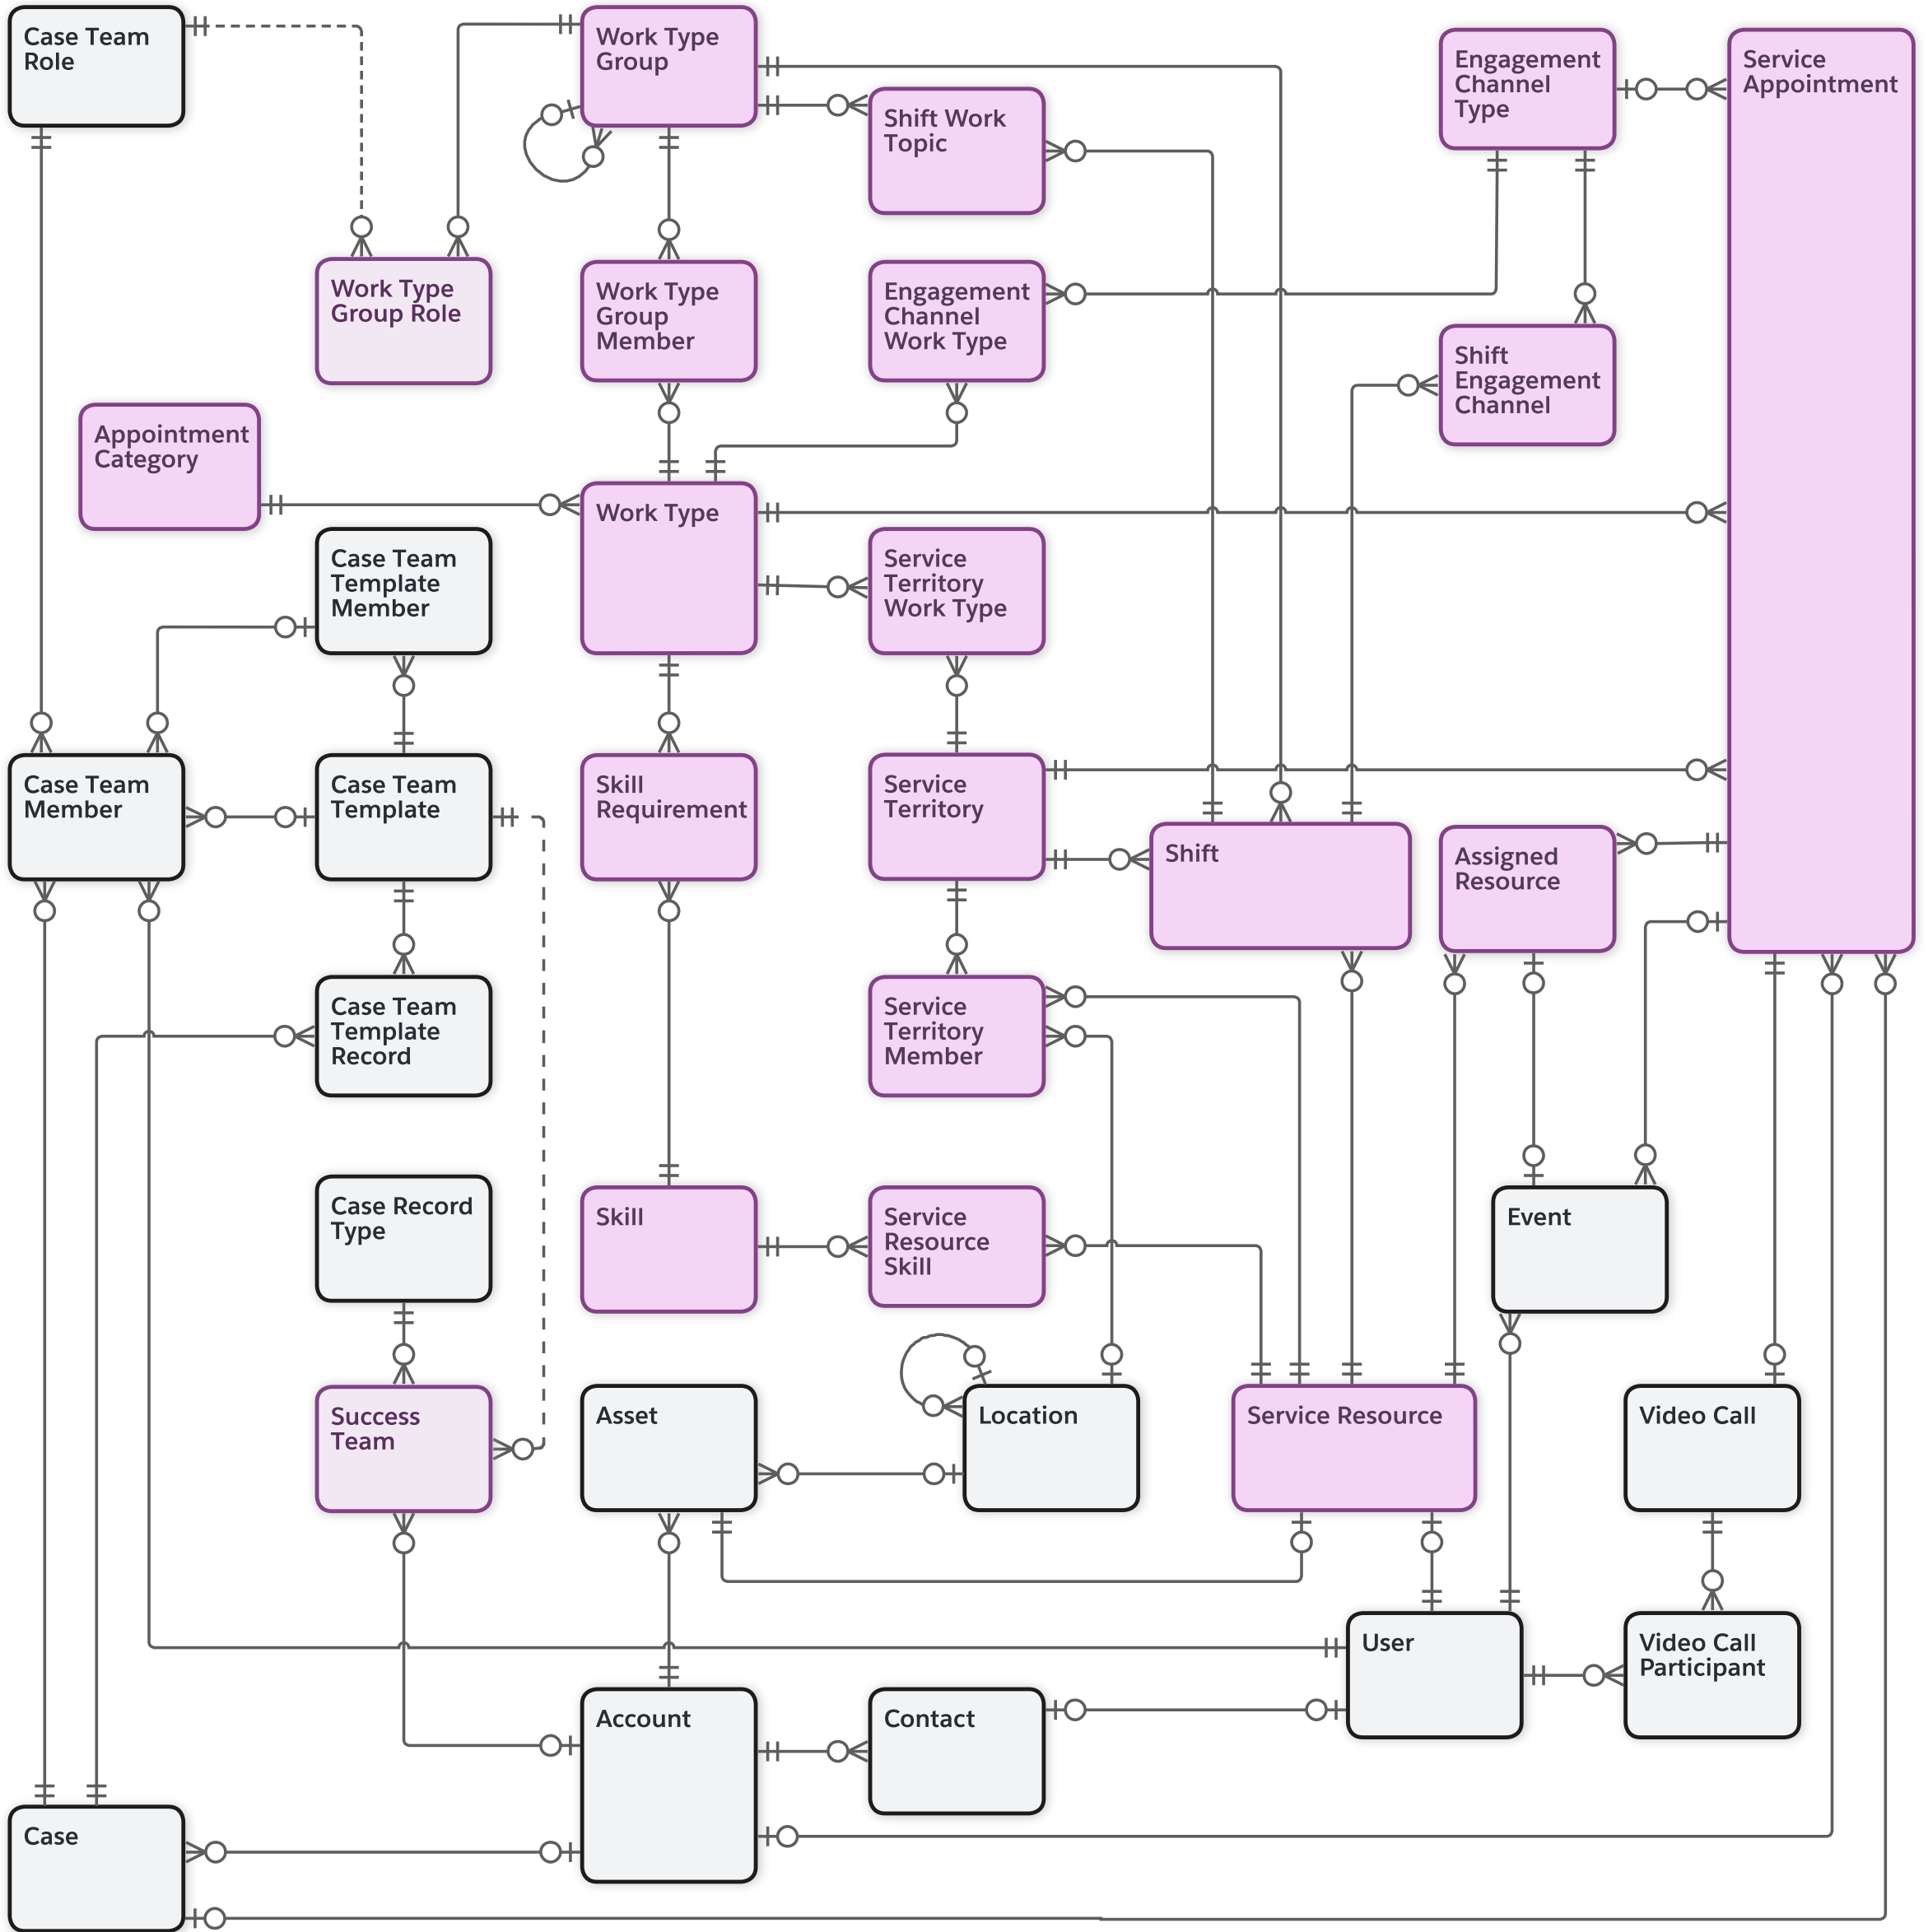 Case Team
Role
Work Type
Group
Engagement
Channel
Type
Service
Appointment
Shift Work
Topic
Work Type
Group Role
Work Type
Group
Member
Engagement
Channel
Work Type
Shift
Engagement
Channel
Appointment
Category
Work Type
Case Team
Template
Member
Service
Territory
Work Type
Case Team
Member
Case Team
Template
Skill
Requirement
Service
Territory
Shift
Assigned
Resource
Case Team
Template
Record
Service
Territory
Member
Case Record
Type
Skill
Service
Resource
Skill
Event
Success
Team
Asset
Location
Service Resource
Video Call
User
Video Call
Participant
Account
Contact
Case